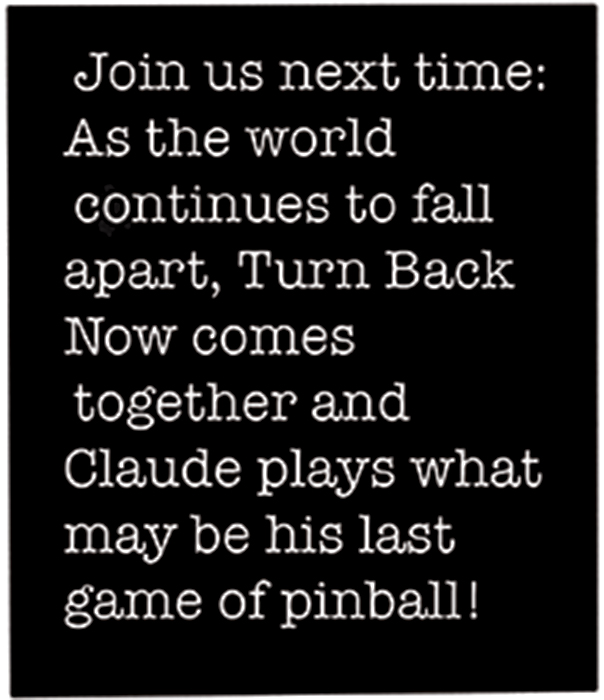 Join us next time:
As the world
continues to fall
apart, Turn Back
Now comes
together and
Claude plays what
may be his last
game of pinball!